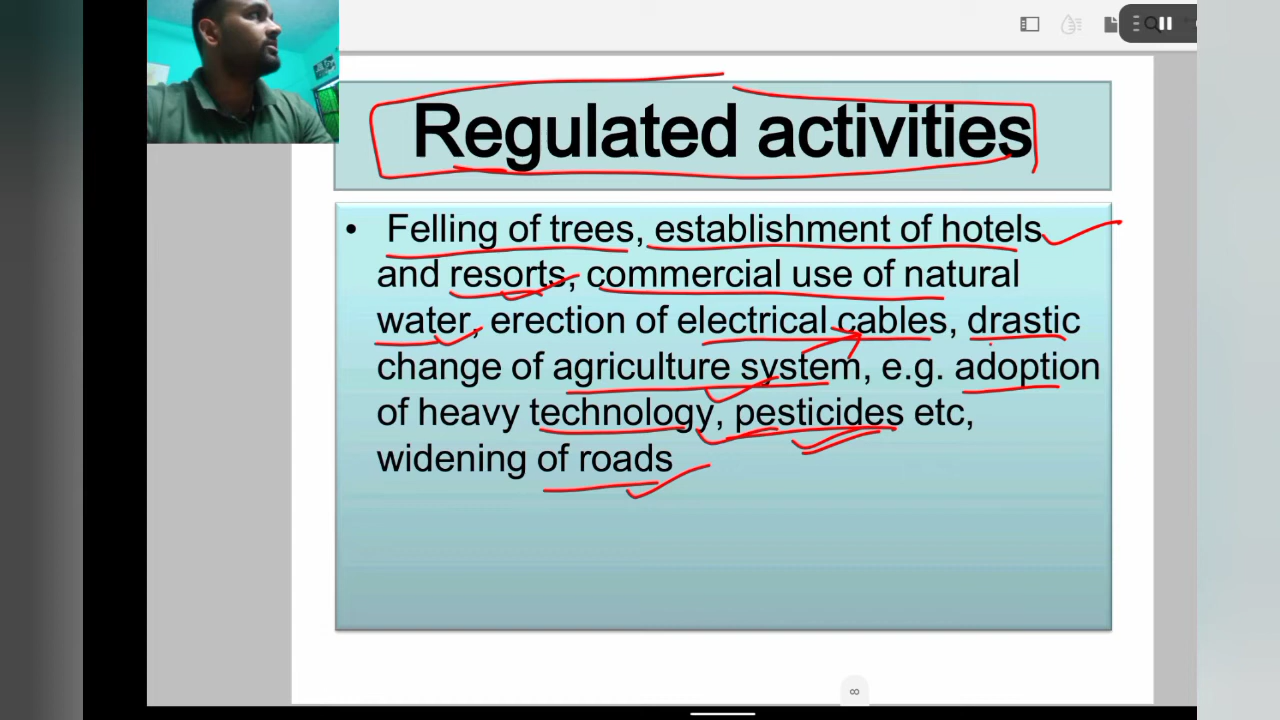 Regulated activities
• Felling of trees, establishment of hotels
and resorts, commercial use of natural
water, erection of electrical cables, drastic
change of agriculture system, e.g. adoption
of heavy technology, pesticides etc,
widening of roads